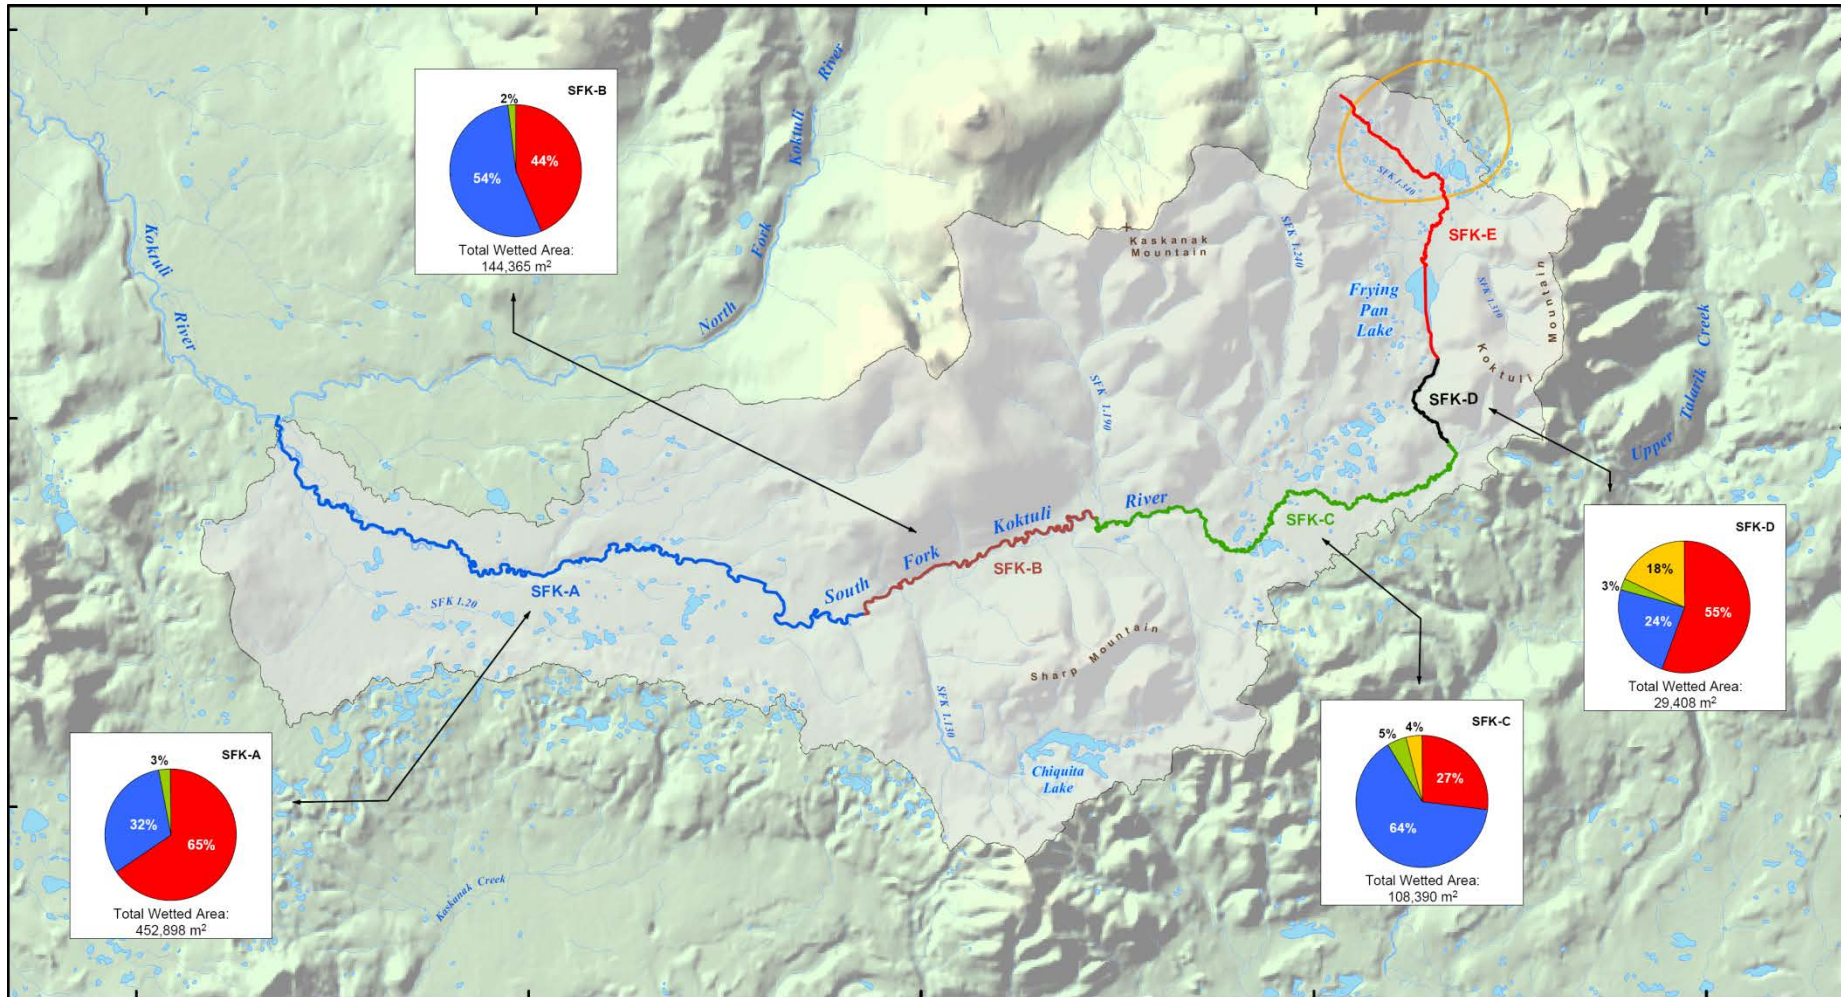 SFK-B
2%
44%
54%
Total Wetted Area:
144,365 m²
Koktuli
River
North
Fork
Koktuli
River
Kaskanak
Mountain
SFK 1.240
SFK 1.340
SFK-E
Frying
Pan
Lake
SFK 1.310
Koktuli
Mountain
SFK-D
Upper
Talarik
Creek
SFK 1.190
South
Fork
Koktuli
River
SFK-A
SFK-B
SFK-C
SFK 1.20
SFK 1.130
Sharp Mountain
Chiquita
Lake
Kaskanak Creek
SFK-D
18%
3%
55%
24%
Total Wetted Area:
29,408 m²
SFK-C
5%
4%
27%
64%
Total Wetted Area:
108,390 m²
SFK-A
3%
32%
65%
Total Wetted Area:
452,898 m²